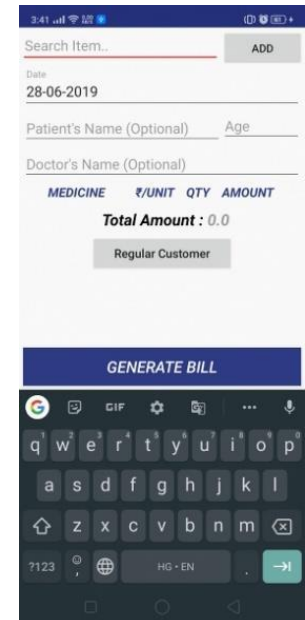 3:41
Search Item..
ADD
Date
28-06-2019
Patient's Name (Optional)
Age
Doctor's Name (Optional)
MEDICINE ₹/UNIT QTY AMOUNT
Total Amount : 0.0
Regular Customer
GENERATE BILL
G GIF ...
q w e r t y u i o p
a s d f g h j k l
z x c v b n m
?123 , HG • EN .